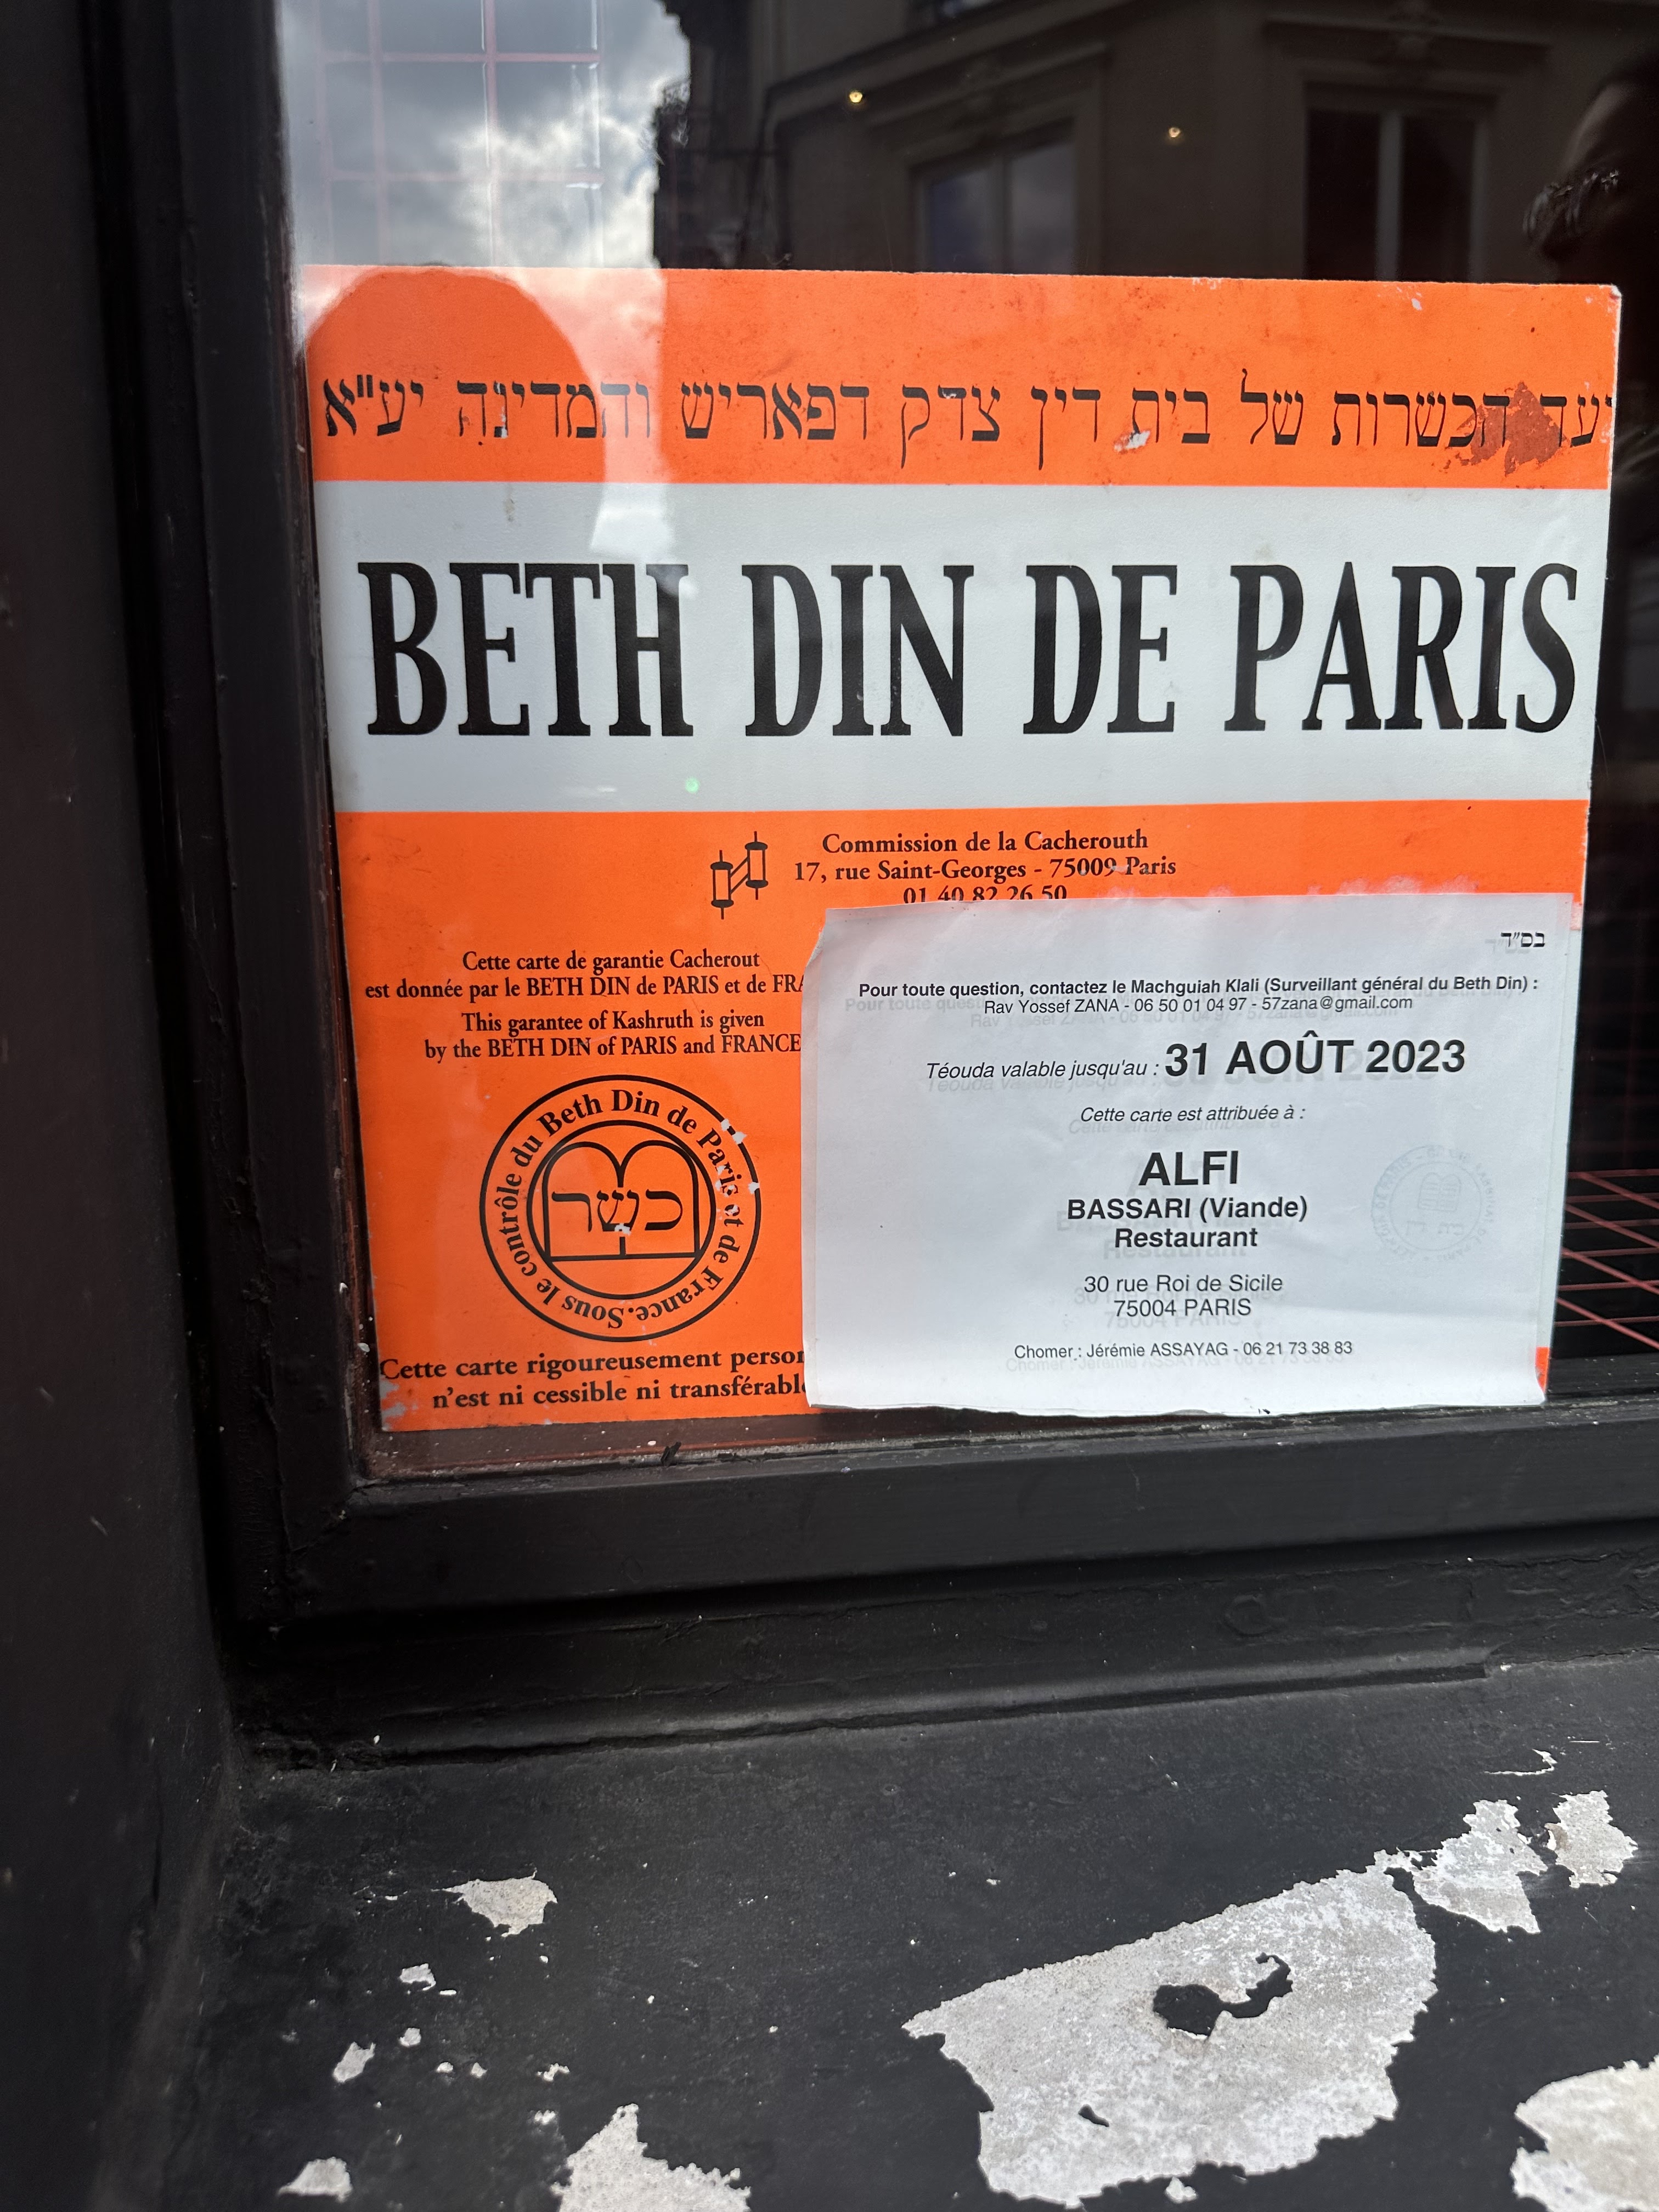 ועד הכשרות של בית דין צדק דפאריש והמדינה יע"א
BETH DIN DE PARIS
Commission de la Cacherouth
17, rue Saint-Georges - 75009 Paris
01 40 82 26 50
Cette carte de garantie Cacherout
est donnée par le BETH DIN de PARIS et de FRA
This garantee of Kashruth is given
by the BETH DIN of PARIS and FRANCE
Sous le contrôle du Beth Din de Paris et de France.
כשר
Cette carte rigoureusement person
n'est ni cessible ni transférabl
בס"ד
Pour toute question, contactez le Machguiah Klali (Surveillant général du Beth Din) :
Rav Yossef ZANA - 06 50 01 04 97 - 57zana@gmail.com
Téouda valable jusqu'au : 31 AOÛT 2023
Cette carte est attribuée à :
ALFI
BASSARI (Viande)
Restaurant
30 rue Roi de Sicile
75004 PARIS
Chomer : Jérémie ASSAYAG - 06 21 73 38 83